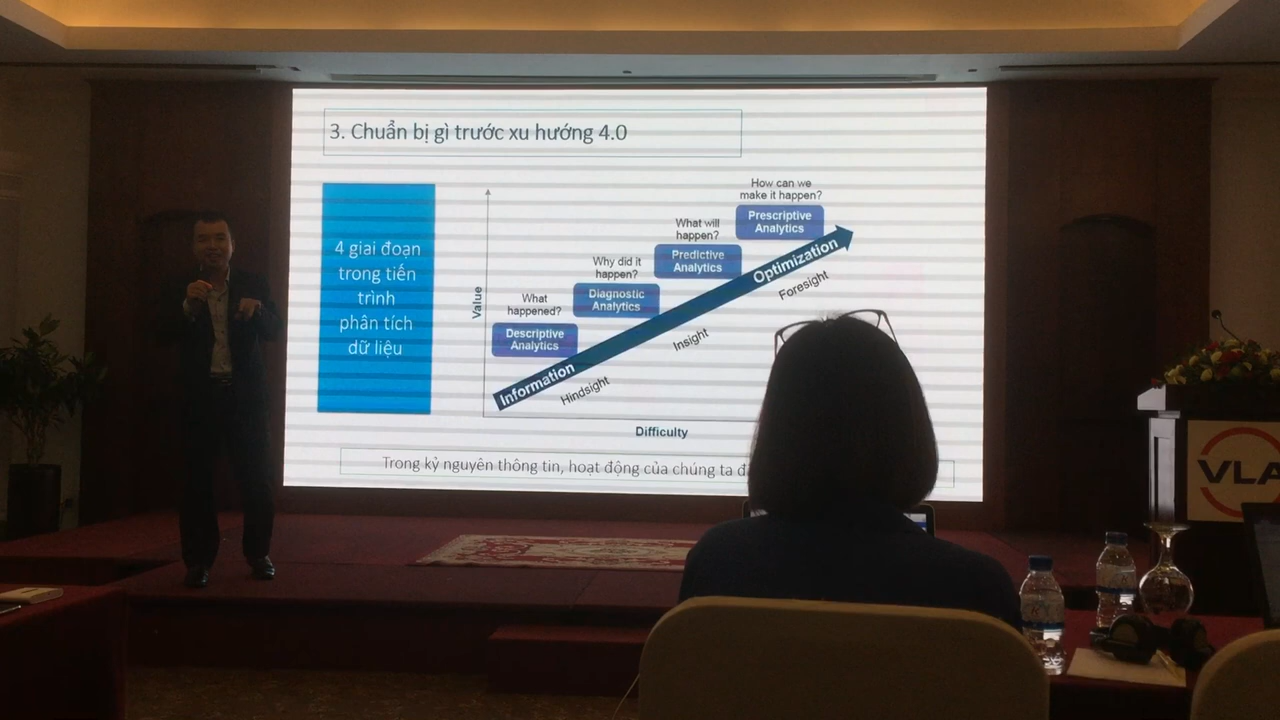 3. Chuẩn bị gì trước xu hướng 4.0
4 giai đoạn
trong tiến
trình
phân tích
dữ liệu
How can we
make it happen?
Prescriptive
Analytics
What will
happen?
Predictive
Analytics
Why did it
happen?
Diagnostic
Analytics
What
happened?
Descriptive
Analytics
Value
Information
Optimization
Hindsight
Insight
Foresight
Difficulty
Trong kỷ nguyên thông tin, hoạt động của chúng ta
VLA